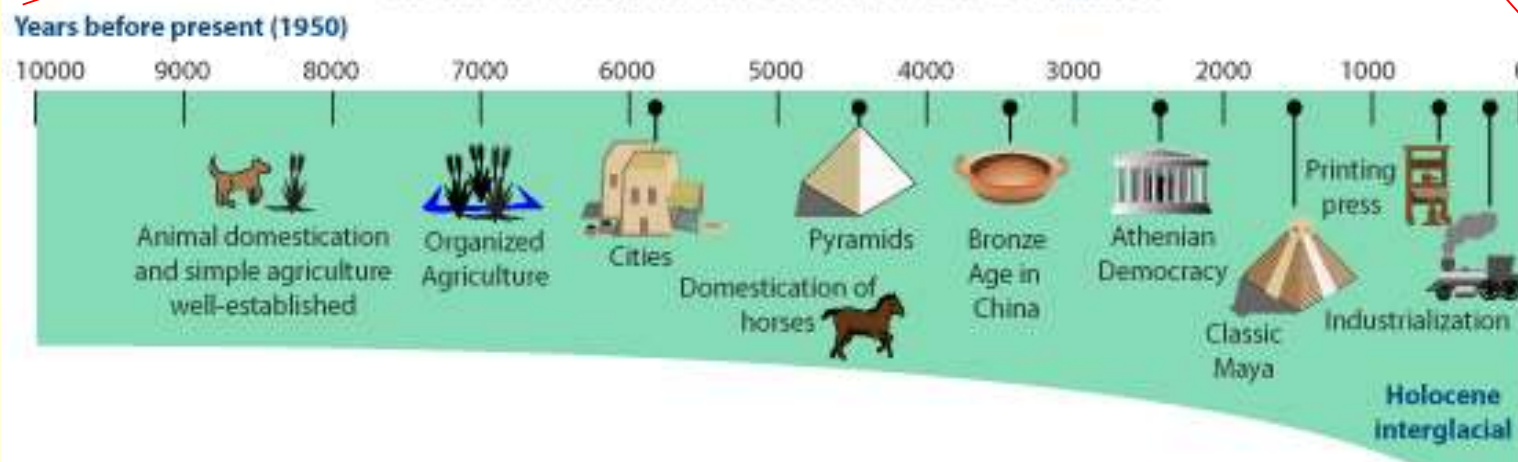 Years before present (1950)
10000 9000 8000 7000 6000 5000 4000 3000 2000 1000
Animal domestication
and simple agriculture
well-established
Organized
Agriculture
Cities
Domestication of
horses
Pyramids
Bronze
Age in
China
Athenian
Democracy
Classic
Maya
Printing
press
Industrialization
Holocene
interglacial